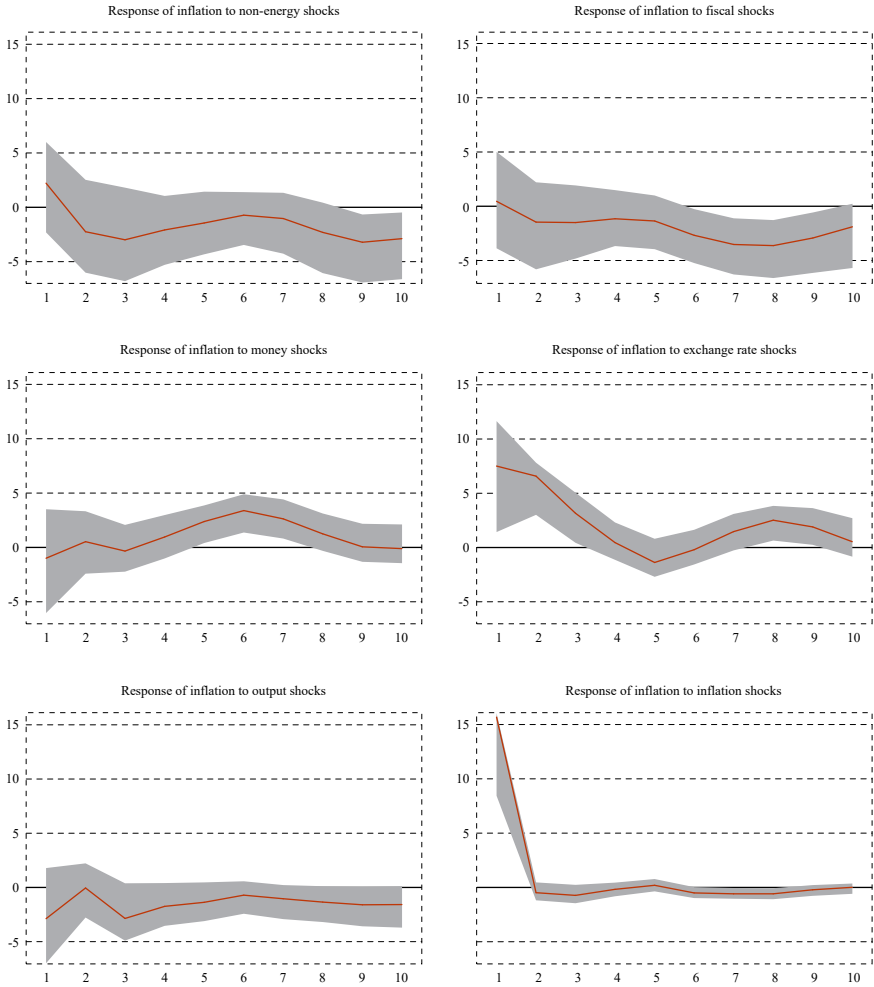 Response of inflation to non-energy shocks
15
10
5
0
-5
1 2 3 4 5 6 7 8 9 10
Response of inflation to fiscal shocks
15
10
5
0
-5
1 2 3 4 5 6 7 8 9 10
Response of inflation to money shocks
15
10
5
0
-5
1 2 3 4 5 6 7 8 9 10
Response of inflation to exchange rate shocks
15
10
5
0
-5
1 2 3 4 5 6 7 8 9 10
Response of inflation to output shocks
15
10
5
0
-5
1 2 3 4 5 6 7 8 9 10
Response of inflation to inflation shocks
15
10
5
0
-5
1 2 3 4 5 6 7 8 9 10